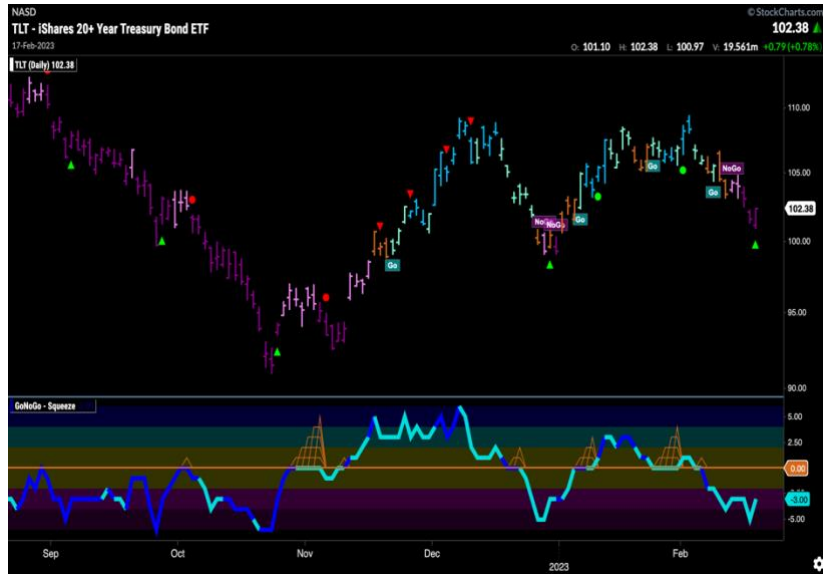 NASD
© StockCharts.com
TLT - iShares 20+ Year Treasury Bond ETF
102.38
17-Feb-2023
O: 101.10 H: 102.38 L: 100.97 V: 19.561m +0.79 (+0.78%)
TLT (Daily) 102.38
110.00
105.00
NoGo
Go
Go
102.38
NoGo
Go
100.00
Go
95.00
90.00
GoNoGo - Squeeze
5.00
2.50
0.00
-3.00
-5.00
Sep
Oct
Nov
Dec
2023
Feb